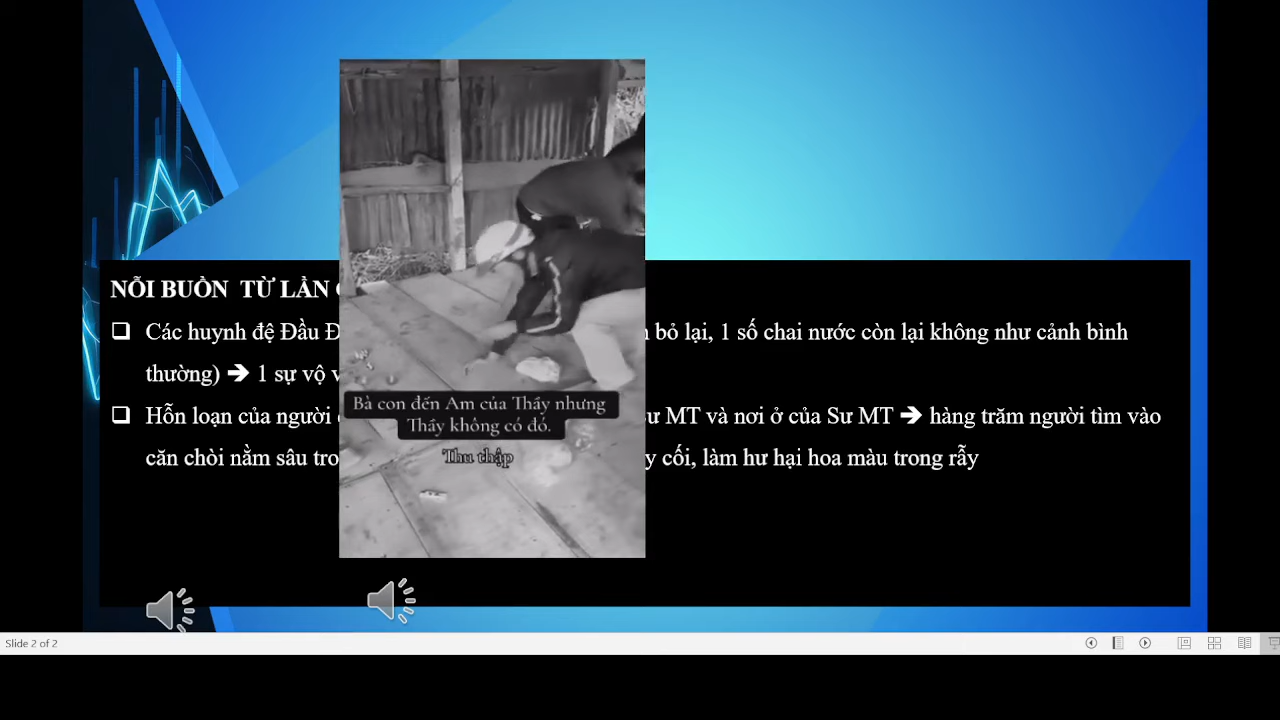 NỖI BUỒN TỪ LẦN
❑ Các huynh đệ Đầu Đ bỏ lại, 1 số chai nước còn lại không như cảnh bình
thường) ➔ 1 sự vộ v
❑ Hỗn loạn của người sư MT và nơi ở của Sư MT ➔ hàng trăm người tìm vào
căn chòi nằm sâu tro y cối, làm hư hại hoa màu trong rẫy
Bà con đến Am của Thầy nhưng
Thầy không có đó.
Thu thập
Slide 2 of 2